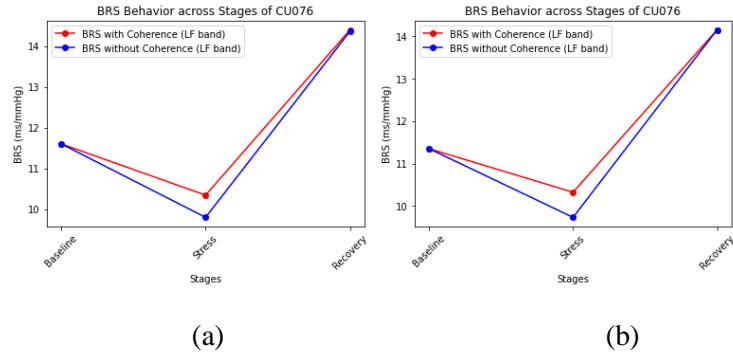 BRS Behavior across Stages of CU076
BRS with Coherence (LF band)
BRS without Coherence (LF band)
14
13
12
11
10
BRS (ms/mmHg)
Baseline
Stress
Recovery
Stages
(a)
BRS Behavior across Stages of CU076
BRS with Coherence (LF band)
BRS without Coherence (LF band)
14
13
12
11
10
BRS (ms/mmHg)
Baseline
Stress
Recovery
Stages
(b)